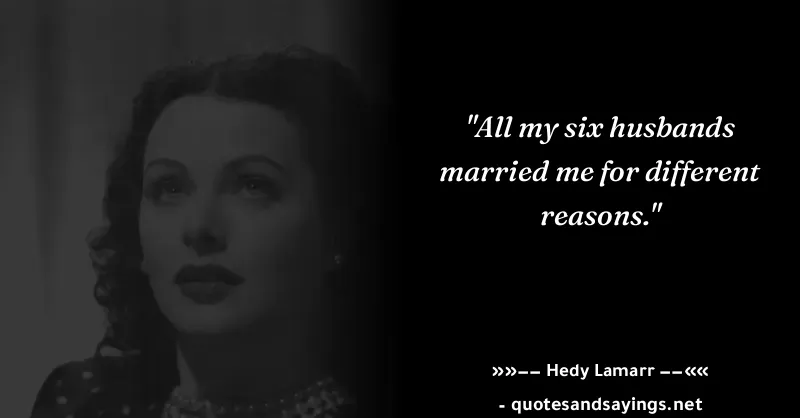 "All my six husbands
married me for different
reasons."
»»−− Hedy Lamarr −−««
- quotesandsayings.net